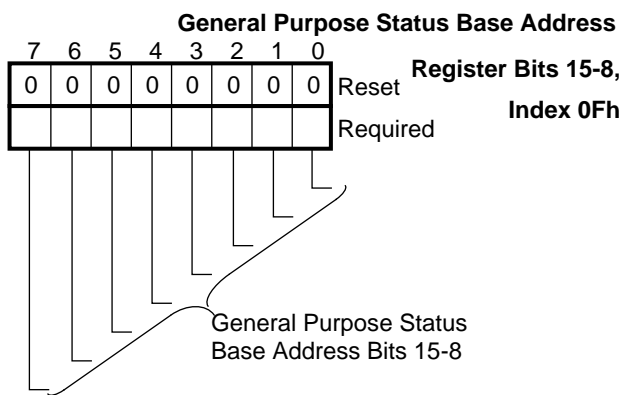 General Purpose Status Base Address
Register Bits 15-8,
Index 0Fh
7 6 5 4 3 2 1 0
0 0 0 0 0 0 0 0 Reset
Required
General Purpose Status
Base Address Bits 15-8